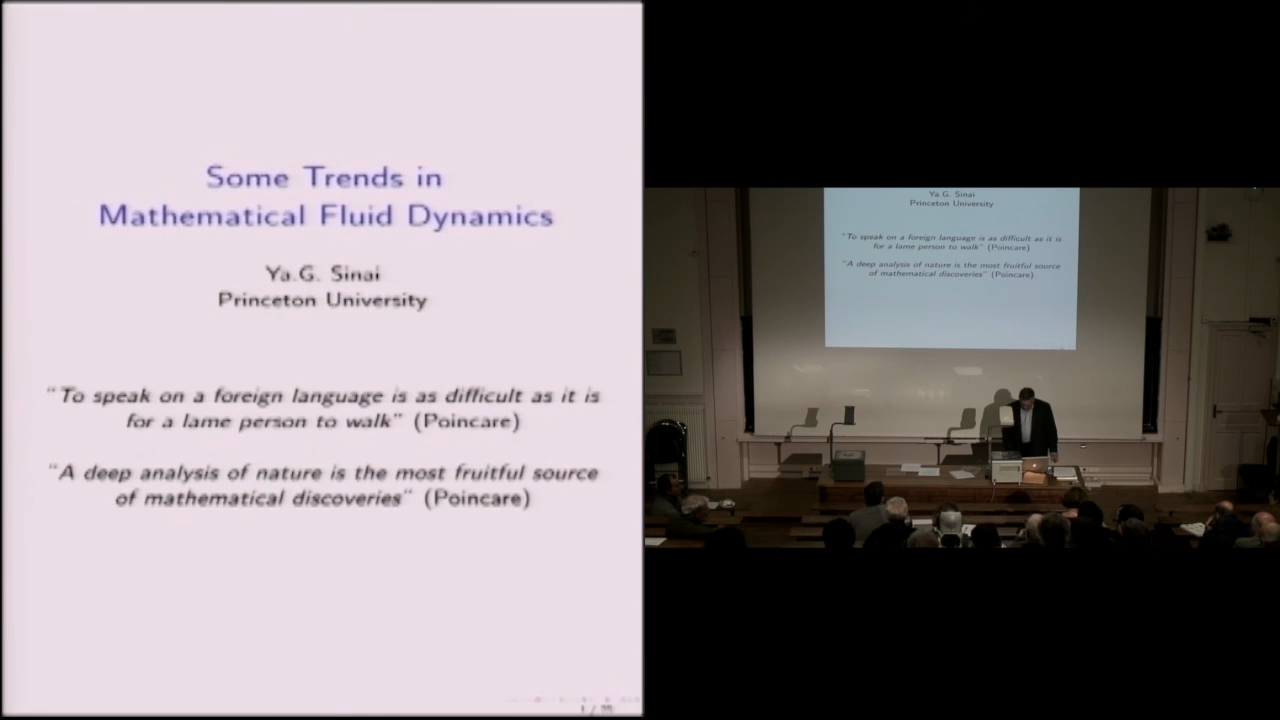 Some Trends in
Mathematical Fluid Dynamics
Ya.G. Sinai
Princeton University
"To speak on a foreign language is as difficult as it is
for a lame person to walk" (Poincare)
"A deep analysis of nature is the most fruitful source
of mathematical discoveries" (Poincare)
Ya.G. Sinai
Princeton University
"To speak on a foreign language is as difficult as it is
for a lame person to walk" (Poincare)
"A deep analysis of nature is the most fruitful source
of mathematical discoveries" (Poincare)